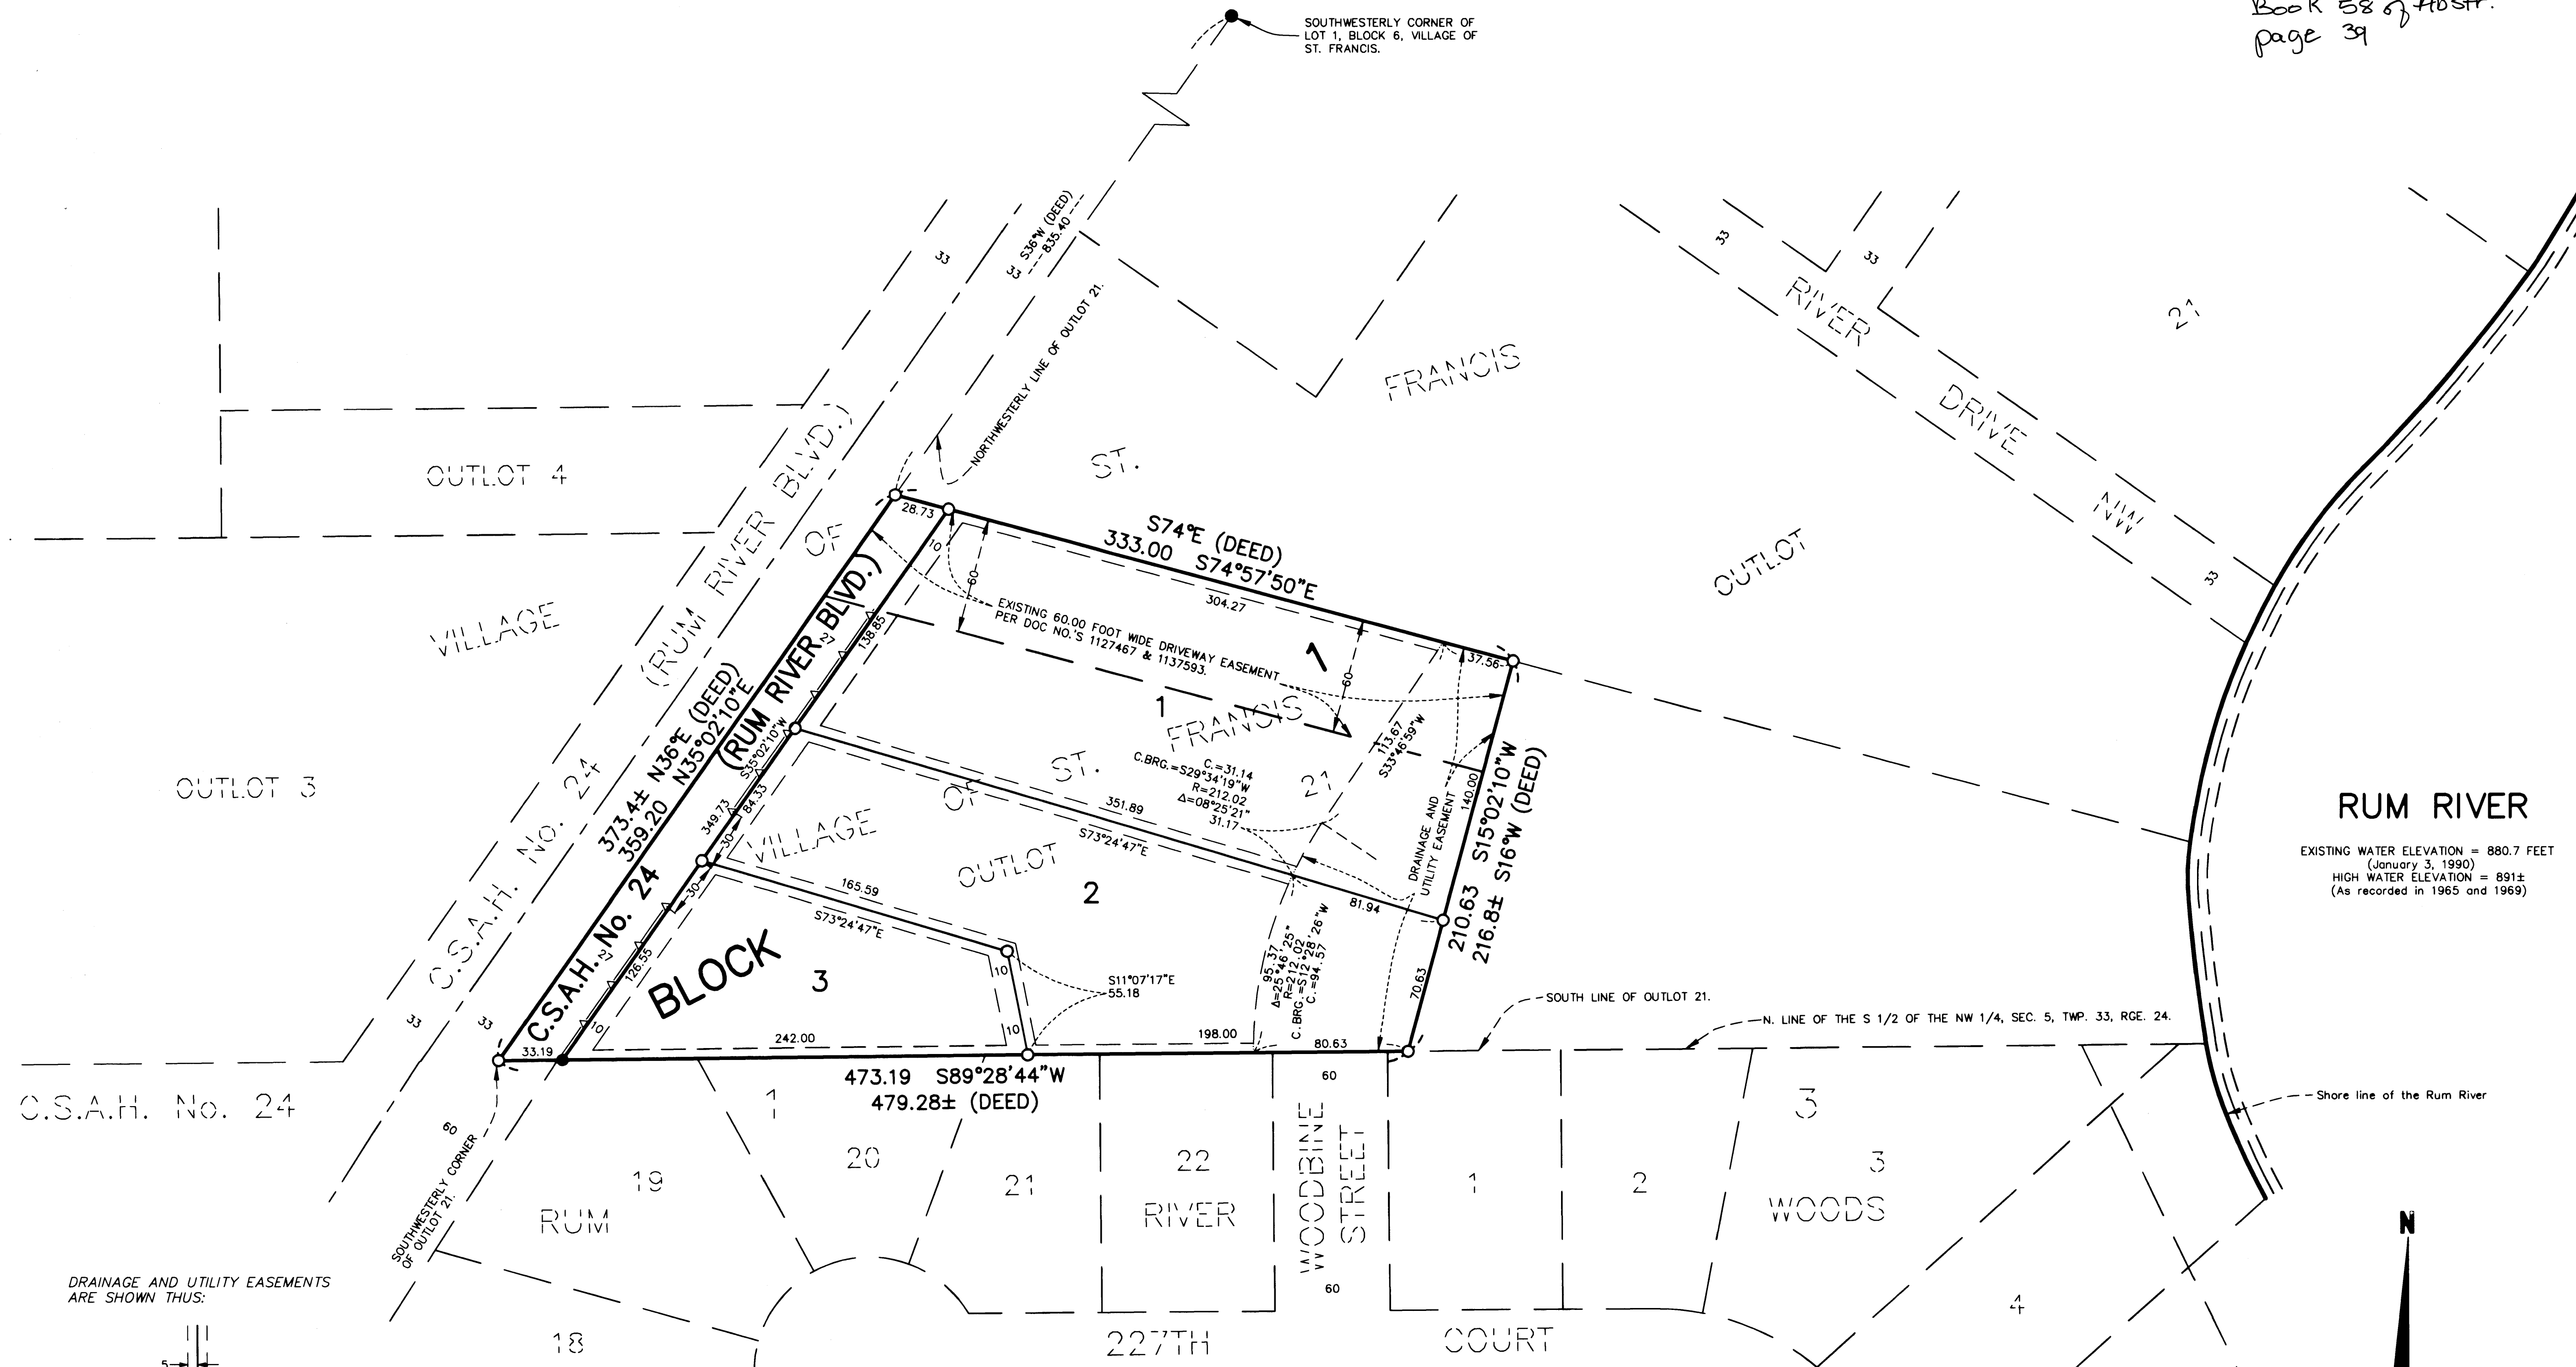 Book 58 of Abstr.
page 39
SOUTHWESTERLY CORNER OF
LOT 1, BLOCK 6, VILLAGE OF
ST. FRANCIS.
S36°W (DEED)
835.40
33
33
NORTHWESTERLY LINE OF OUTLOT 21.
33
33
RIVER
DRIVE
NW
33
21
FRANCIS
ST.
OUTLOT
OUTLOT 4
VILLAGE
OF
OUTLOT 3
C.S.A.H. No. 24
(RUM RIVER BLVD.)
28.73
S74°E (DEED)
333.00 S74°57'50"E
304.27
10
60
EXISTING 60.00 FOOT WIDE DRIVEWAY EASEMENT
PER DOC NO.'S 1127467 & 1137593.
1
60
37.56
1
138.85
27
373.4± N36°E (DEED)
359.20 N35°02'10"E
C.S.A.H. No. 24
(RUM RIVER BLVD.)
S35°02'10"W
349.73
84.33
30
30
VILLAGE
OF
ST.
FRANCIS
OUTLOT
21
C.=31.14
C.BRG.=S29°34'19"W
R=212.02
Δ=08°25'21"
31.17
113.67
S33°46'59"W
351.89
S73°24'47"E
DRAINAGE AND
UTILITY EASEMENT
140.00
S15°02'10"W
210.63
216.8± S16°W (DEED)
81.94
2
165.59
S73°24'47"E
BLOCK
3
27
126.55
10
10
10
S11°07'17"E
55.18
95.37
Δ=25°46'25"
R=212.02
C.BRG.=S12°28'26"W
C.=94.57
70.63
33.19
242.00
198.00
80.63
473.19 S89°28'44"W
479.28± (DEED)
SOUTH LINE OF OUTLOT 21.
N. LINE OF THE S 1/2 OF THE NW 1/4, SEC. 5, TWP. 33, RGE. 24.
RUM RIVER
EXISTING WATER ELEVATION = 880.7 FEET
(January 3, 1990)
HIGH WATER ELEVATION = 891±
(As recorded in 1965 and 1969)
Shore line of the Rum River
33
33
C.S.A.H. No. 24
60
SOUTHWESTERLY CORNER
OF OUTLOT 21.
1
19
20
21
22
60
WOODBINE
STREET
60
1
2
3
3
4
RUM
RIVER
WOODS
18
227TH
COURT
N
DRAINAGE AND UTILITY EASEMENTS
ARE SHOWN THUS:
5